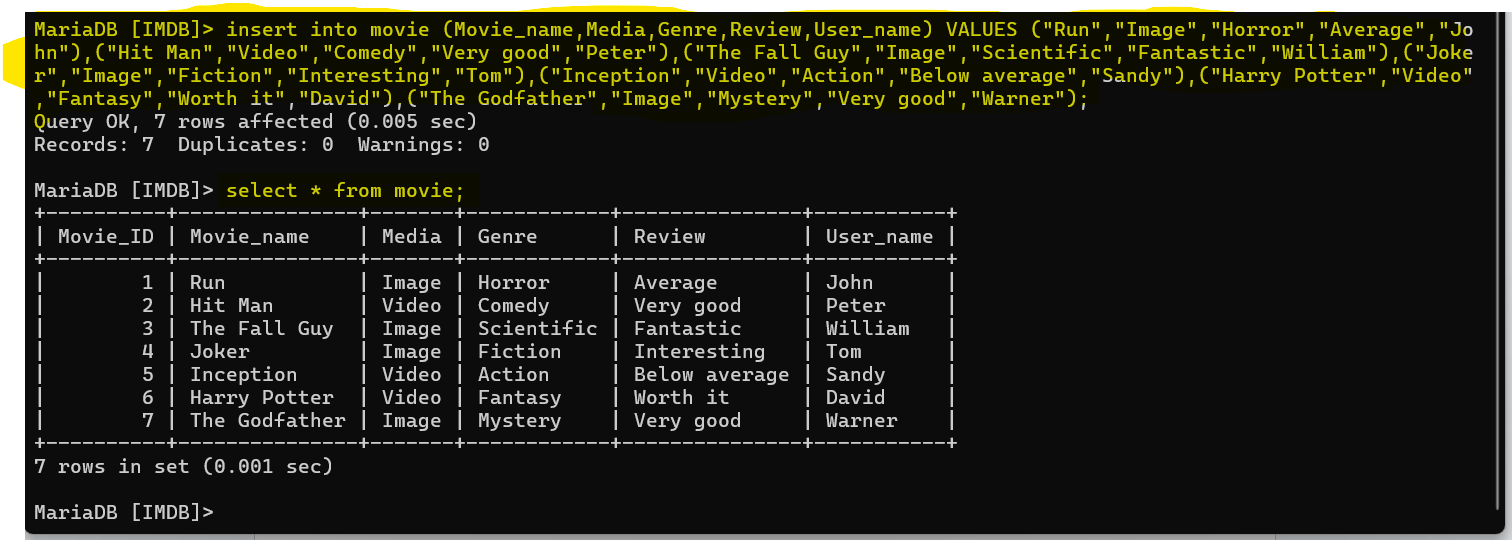 MariaDB [IMDB]> insert into movie (Movie_name,Media,Genre,Review,User_name) VALUES ("Run","Image","Horror","Average","Jo
hn"),("Hit Man","Video","Comedy","Very good","Peter"),("The Fall Guy","Image","Scientific","Fantastic","William"),("Joke
r","Image","Fiction","Interesting","Tom"),("Inception","Video","Action","Below average","Sandy"),("Harry Potter","Video"
,"Fantasy","Worth it","David"),("The Godfather","Image","Mystery","Very good","Warner");
Query OK, 7 rows affected (0.005 sec)
Records: 7  Duplicates: 0  Warnings: 0
MariaDB [IMDB]> select * from movie;
+----------+---------------+-------+------------+---------------+-----------+
| Movie_ID | Movie_name    | Media | Genre      | Review        | User_name |
+----------+---------------+-------+------------+---------------+-----------+
|        1 | Run           | Image | Horror     | Average       | John      |
|        2 | Hit Man       | Video | Comedy     | Very good     | Peter     |
|        3 | The Fall Guy  | Image | Scientific | Fantastic     | William   |
|        4 | Joker         | Image | Fiction    | Interesting   | Tom       |
|        5 | Inception     | Video | Action     | Below average | Sandy     |
|        6 | Harry Potter  | Video | Fantasy    | Worth it      | David     |
|        7 | The Godfather | Image | Mystery    | Very good     | Warner    |
+----------+---------------+-------+------------+---------------+-----------+
7 rows in set (0.001 sec)
MariaDB [IMDB]>